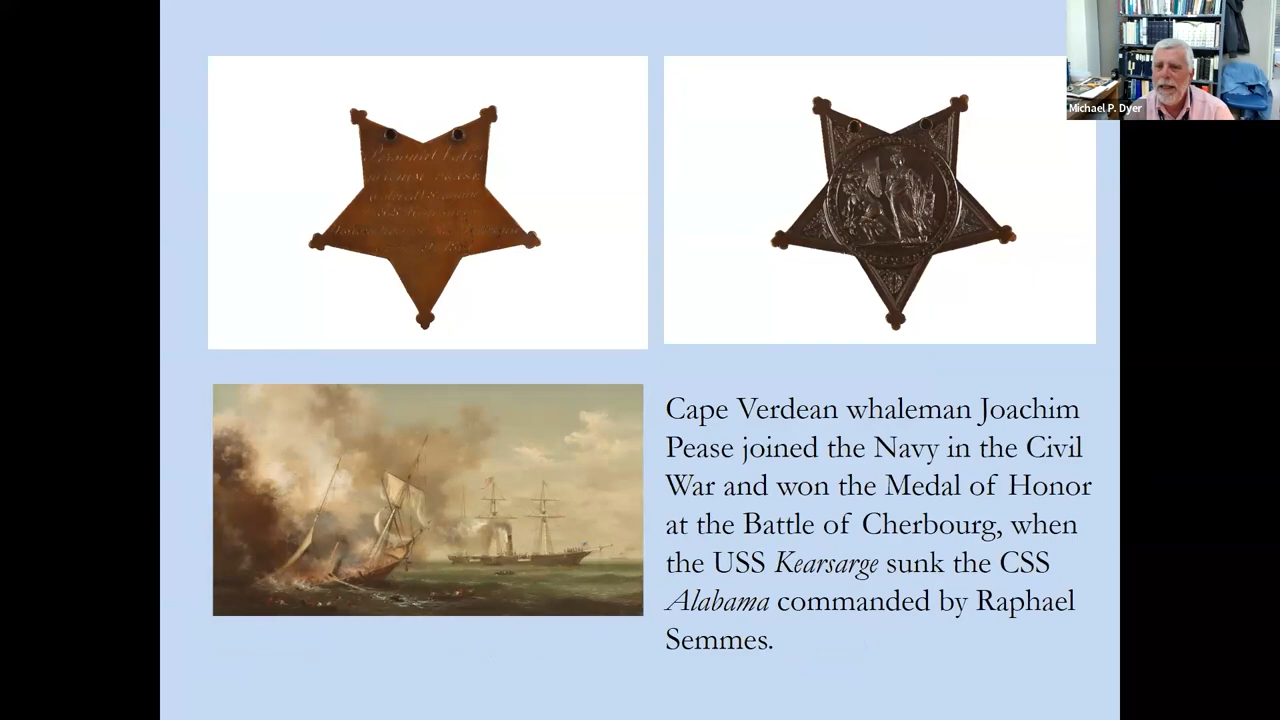 Michael P. Dyer
U.S.S. Kearsarge
Cape Verdean whaleman Joachim
Pease joined the Navy in the Civil
War and won the Medal of Honor
at the Battle of Cherbourg, when
the USS Kearsarge sunk the CSS
Alabama commanded by Raphael
Semmes.